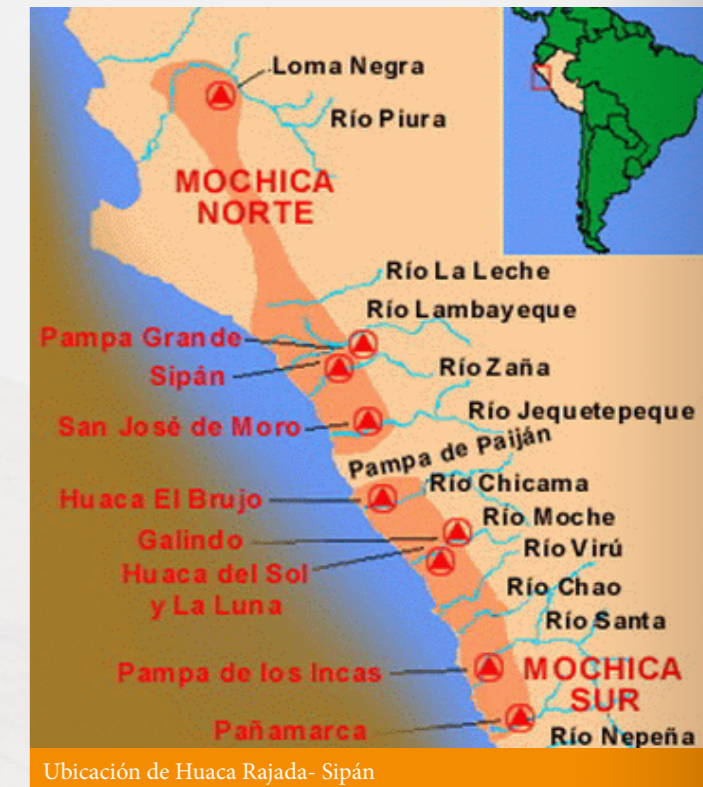 Loma Negra
Río Piura
MOCHICA
NORTE
Río La Leche
Río Lambayeque
Pampa Grande
Sipán
Río Zaña
San José de Moro
Río Jequetepeque
Pampa de Paiján
Huaca El Brujo
Río Chicama
Galindo
Río Moche
Huaca del Sol
y La Luna
Río Virú
Río Chao
Río Santa
Pampa de los Incas
MOCHICA
SUR
Pañamarca
Río Nepeña
Ubicación de Huaca Rajada- Sipán